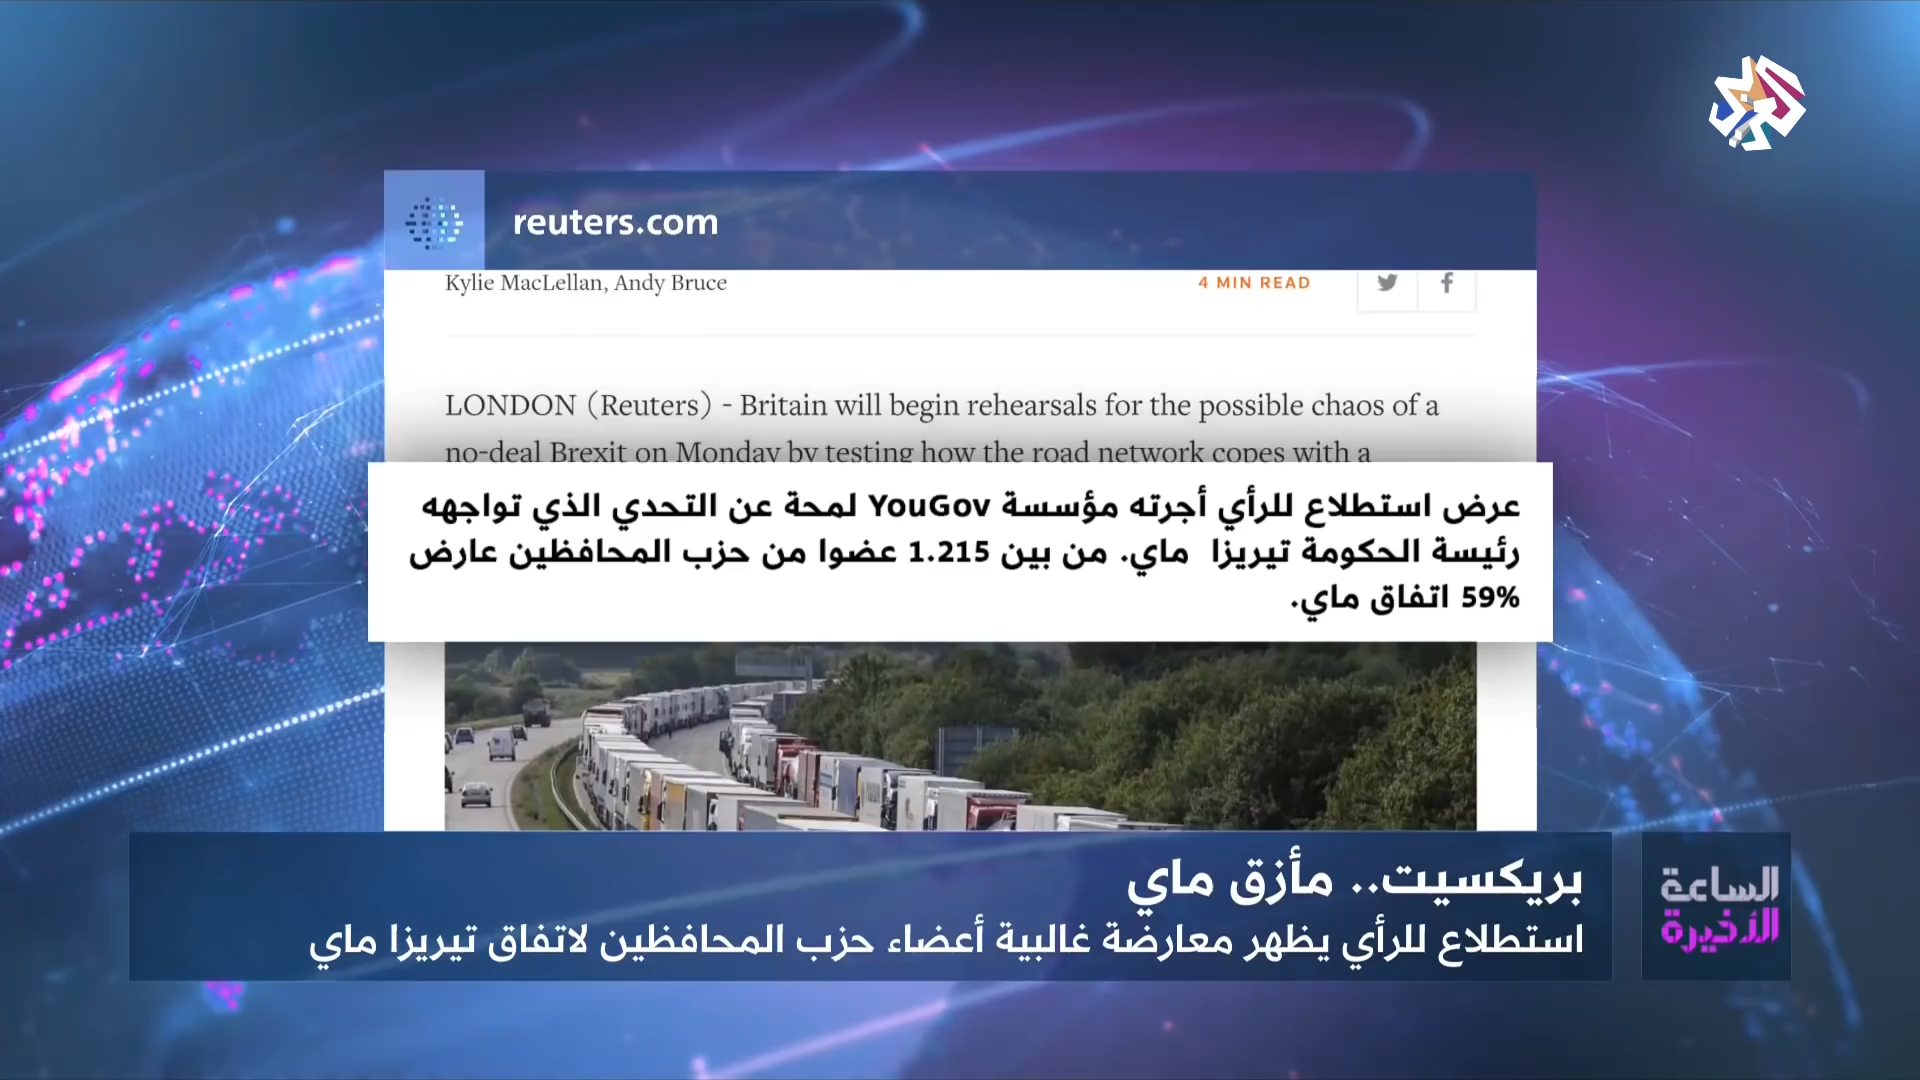 reuters.com
Kylie MacLellan, Andy Bruce
4 MIN READ
LONDON (Reuters) - Britain will begin rehearsals for the possible chaos of a
no-deal Brexit on Monday by testing how the road network copes with a
عرض استطلاع للرأي أجرته مؤسسة YouGov لمحة عن التحدي الذي تواجهه
رئيسة الحكومة تيريزا ماي. من بين 1.215 عضوا من حزب المحافظين عارض
59% اتفاق ماي.
بريكسيت.. مأزق ماي
استطلاع للرأي يظهر معارضة غالبية أعضاء حزب المحافظين لاتفاق تيريزا ماي
الساعة
الأخيرة